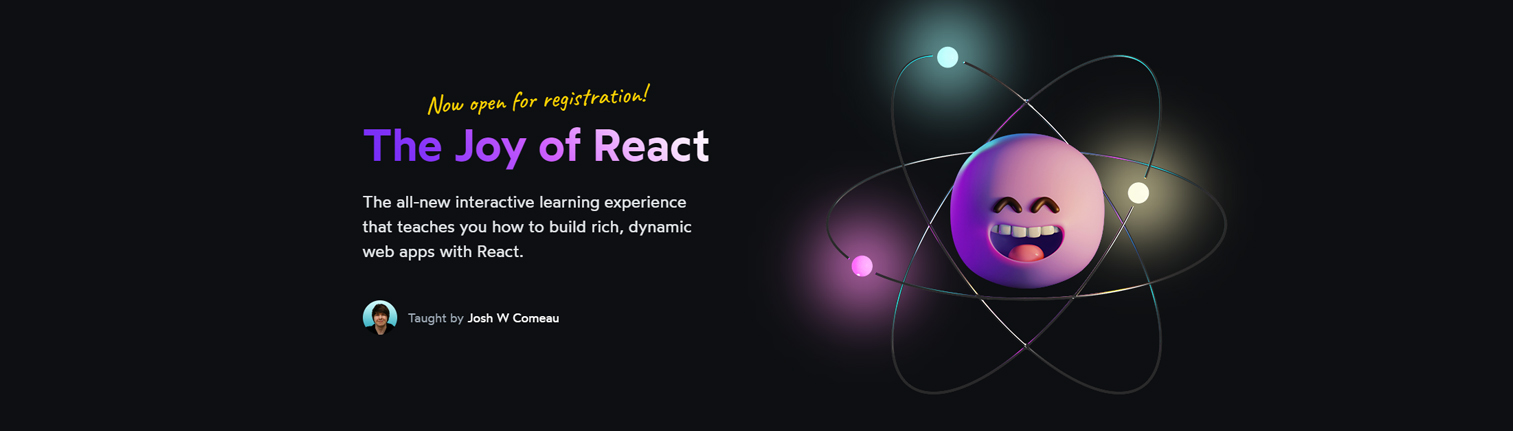 Now open for registration!
The Joy of React
The all-new interactive learning experience
that teaches you how to build rich, dynamic
web apps with React.
Taught by Josh W Comeau